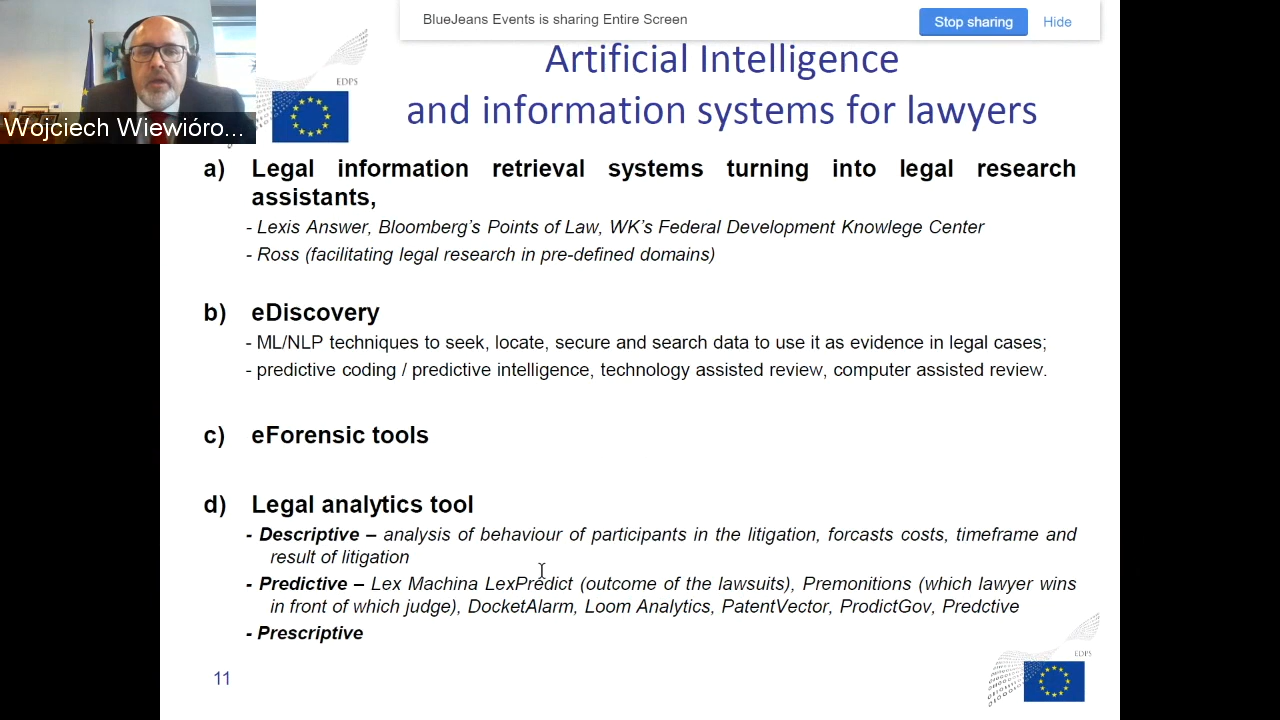 BlueJeans Events is sharing Entire Screen
Stop sharing
Hide
Wojciech Wiewióro...
EDPS
Artificial Intelligence
and information systems for lawyers
a) Legal information retrieval systems turning into legal research
assistants,
- Lexis Answer, Bloomberg's Points of Law, WK's Federal Development Knowlege Center
- Ross (facilitating legal research in pre-defined domains)
b) eDiscovery
- ML/NLP techniques to seek, locate, secure and search data to use it as evidence in legal cases;
- predictive coding / predictive intelligence, technology assisted review, computer assisted review.
c) eForensic tools
d) Legal analytics tool
- Descriptive – analysis of behaviour of participants in the litigation, forcasts costs, timeframe and
result of litigation
- Predictive – Lex Machina LexPredict (outcome of the lawsuits), Premonitions (which lawyer wins
in front of which judge), DocketAlarm, Loom Analytics, PatentVector, ProdictGov, Predctive
- Prescriptive
11
EDPS